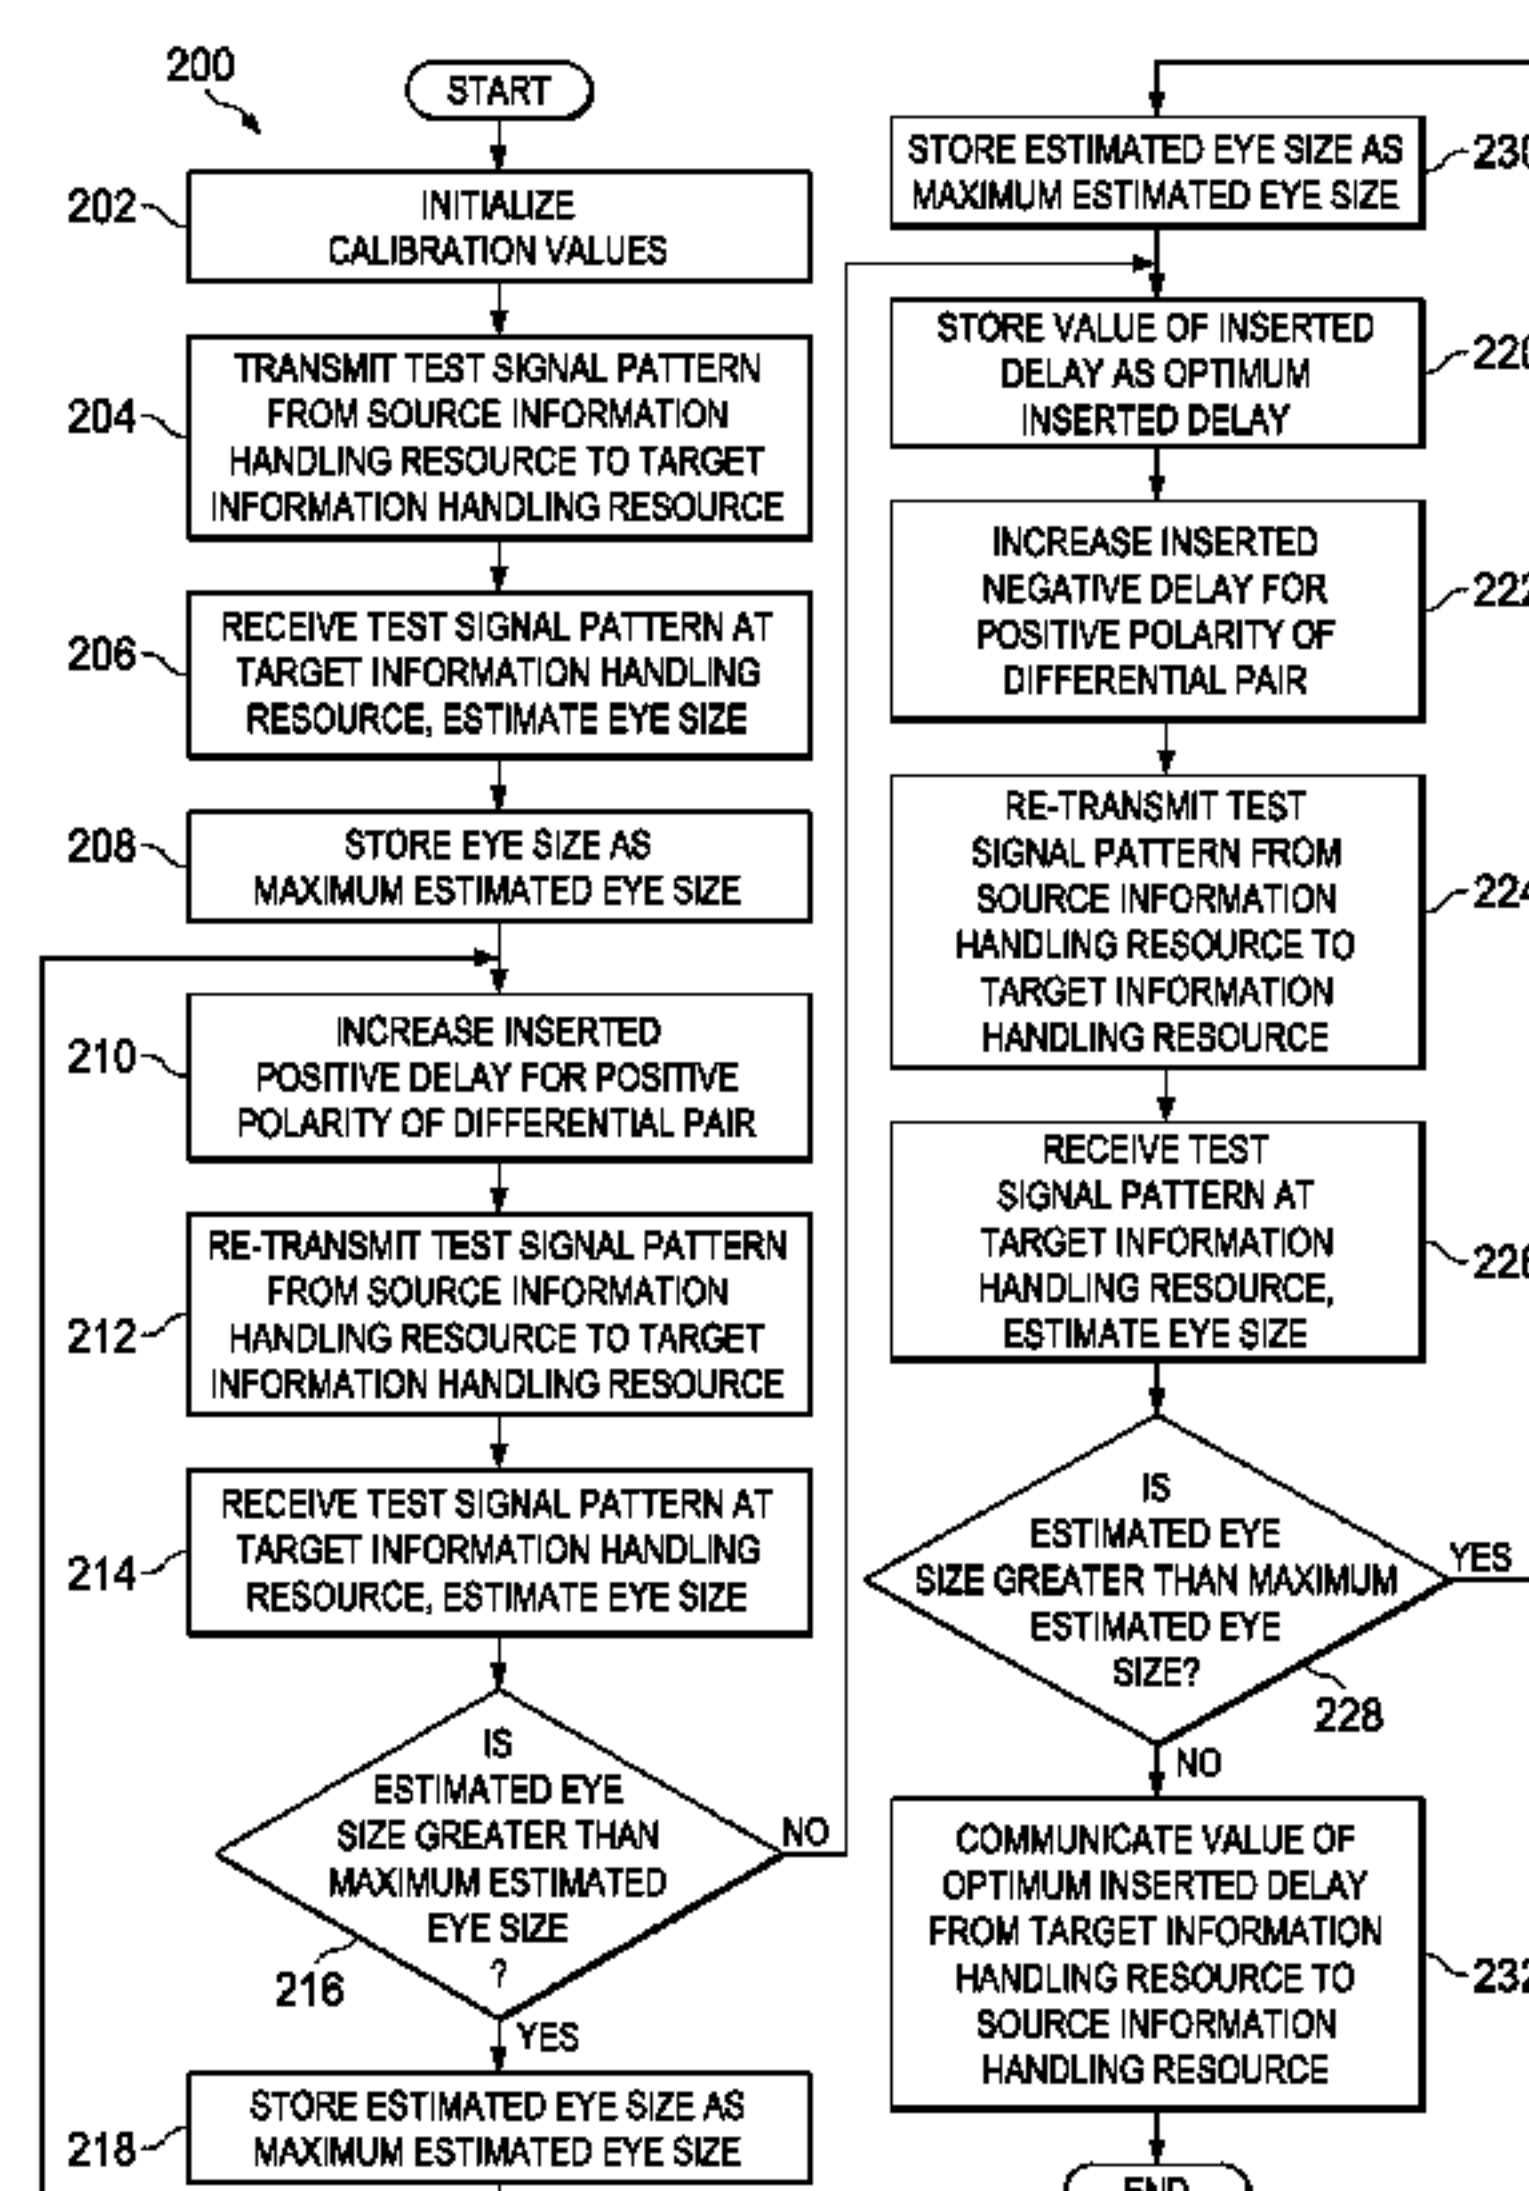 200
START
202
INITIALIZE
CALIBRATION VALUES
204
TRANSMIT TEST SIGNAL PATTERN
FROM SOURCE INFORMATION
HANDLING RESOURCE TO TARGET
INFORMATION HANDLING RESOURCE
206
RECEIVE TEST SIGNAL PATTERN AT
TARGET INFORMATION HANDLING
RESOURCE, ESTIMATE EYE SIZE
208
STORE EYE SIZE AS
MAXIMUM ESTIMATED EYE SIZE
210
INCREASE INSERTED
POSITIVE DELAY FOR POSITIVE
POLARITY OF DIFFERENTIAL PAIR
212
RE-TRANSMIT TEST SIGNAL PATTERN
FROM SOURCE INFORMATION
HANDLING RESOURCE TO TARGET
INFORMATION HANDLING RESOURCE
214
RECEIVE TEST SIGNAL PATTERN AT
TARGET INFORMATION HANDLING
RESOURCE, ESTIMATE EYE SIZE
IS
ESTIMATED EYE
SIZE GREATER THAN
MAXIMUM ESTIMATED
EYE SIZE
?
216
NO
YES
218
STORE ESTIMATED EYE SIZE AS
MAXIMUM ESTIMATED EYE SIZE
STORE ESTIMATED EYE SIZE AS
MAXIMUM ESTIMATED EYE SIZE
230
STORE VALUE OF INSERTED
DELAY AS OPTIMUM
INSERTED DELAY
220
INCREASE INSERTED
NEGATIVE DELAY FOR
POSITIVE POLARITY OF
DIFFERENTIAL PAIR
222
RE-TRANSMIT TEST
SIGNAL PATTERN FROM
SOURCE INFORMATION
HANDLING RESOURCE TO
TARGET INFORMATION
HANDLING RESOURCE
224
RECEIVE TEST
SIGNAL PATTERN AT
TARGET INFORMATION
HANDLING RESOURCE,
ESTIMATE EYE SIZE
226
IS
ESTIMATED EYE
SIZE GREATER THAN MAXIMUM
ESTIMATED EYE
SIZE?
YES
228
NO
COMMUNICATE VALUE OF
OPTIMUM INSERTED DELAY
FROM TARGET INFORMATION
HANDLING RESOURCE TO
SOURCE INFORMATION
HANDLING RESOURCE
232
END